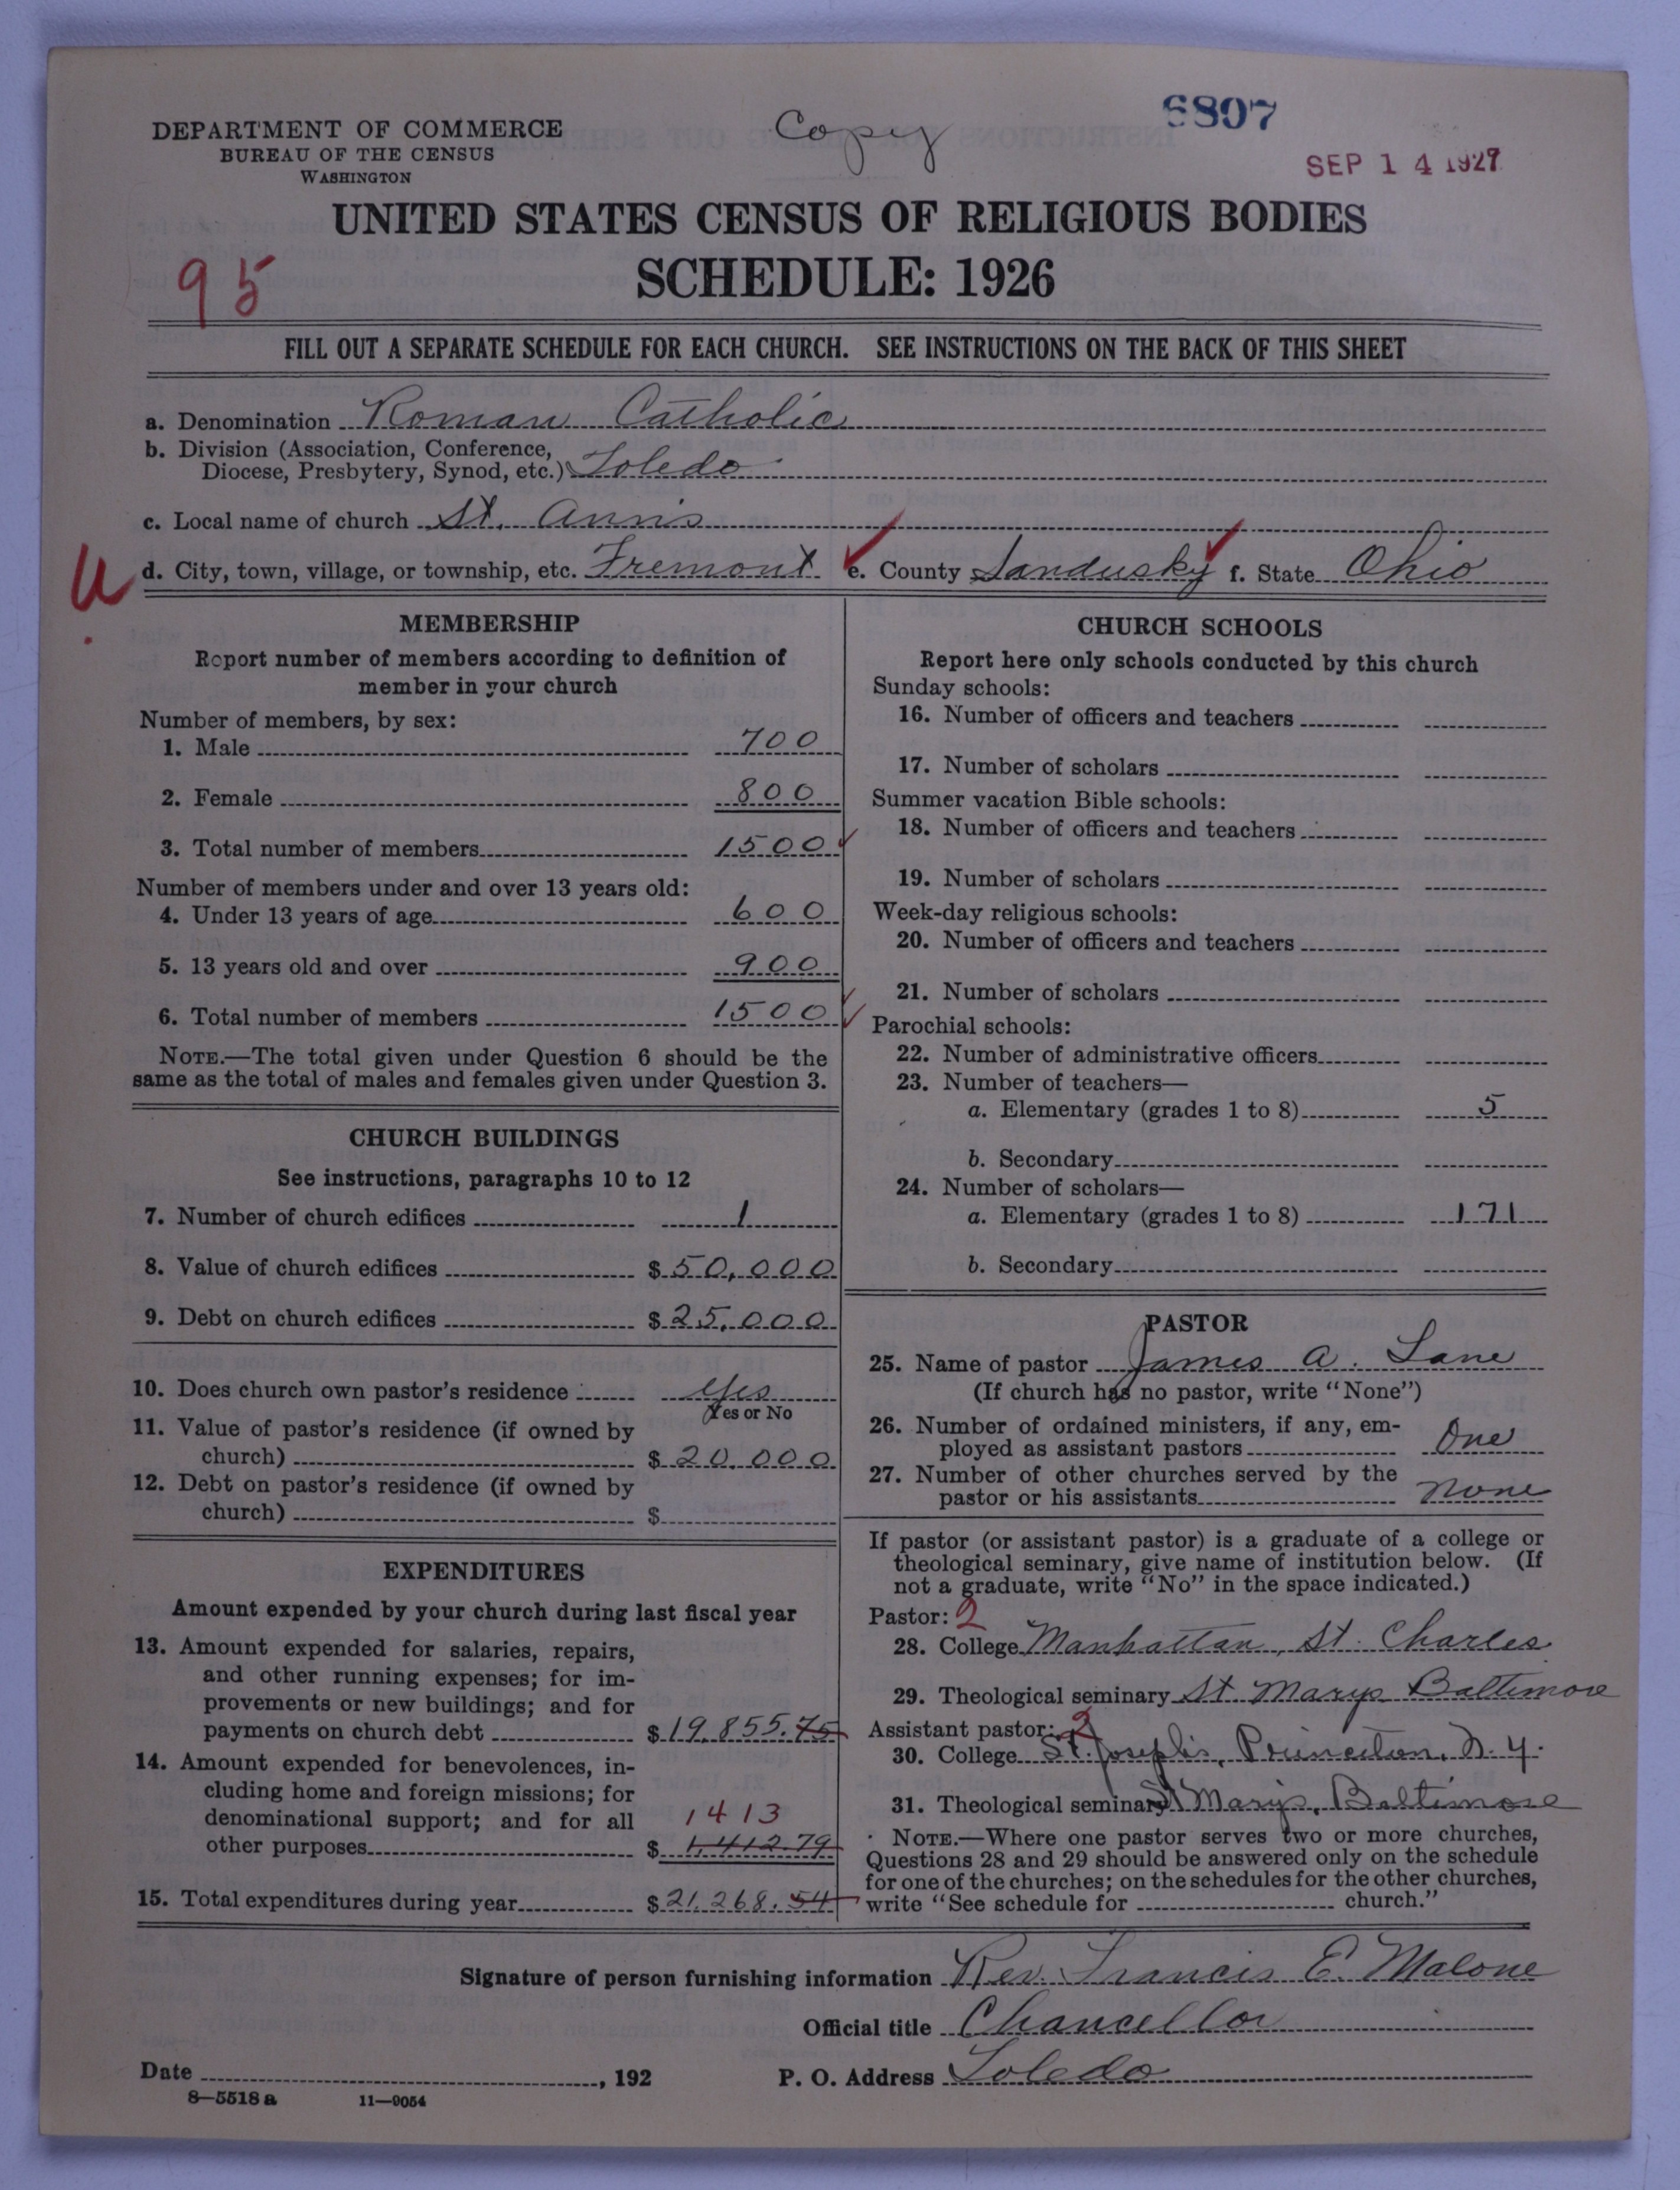 Copy
6807
DEPARTMENT OF COMMERCE
BUREAU OF THE CENSUS
WASHINGTON
SEP 14 1927
UNITED STATES CENSUS OF RELIGIOUS BODIES
SCHEDULE: 1926
95
FILL OUT A SEPARATE SCHEDULE FOR EACH CHURCH. SEE INSTRUCTIONS ON THE BACK OF THIS SHEET
a. Denomination Roman Catholic
b. Division (Association, Conference,
Diocese, Presbytery, Synod, etc.) Toledo
c. Local name of church St. Ann's
U. d. City, town, village, or township, etc. Fremont e. County Sandusky f. State Ohio
MEMBERSHIP
Report number of members according to definition of
member in your church
Number of members, by sex:
1. Male 700
2. Female 800
3. Total number of members 1500
Number of members under and over 13 years old:
4. Under 13 years of age 600
5. 13 years old and over 900
6. Total number of members 1500
NOTE.—The total given under Question 6 should be the
same as the total of males and females given under Question 3.
CHURCH BUILDINGS
See instructions, paragraphs 10 to 12
7. Number of church edifices 1
8. Value of church edifices $50,000
9. Debt on church edifices $25,000
10. Does church own pastor's residence Yes
Yes or No
11. Value of pastor's residence (if owned by
church) $20,000
12. Debt on pastor's residence (if owned by
church) $
EXPENDITURES
Amount expended by your church during last fiscal year
13. Amount expended for salaries, repairs,
and other running expenses; for im-
provements or new buildings; and for
payments on church debt $19,855.75
14. Amount expended for benevolences, in-
cluding home and foreign missions; for
denominational support; and for all 1413
other purposes $1,412.79
15. Total expenditures during year $21,268.54
CHURCH SCHOOLS
Report here only schools conducted by this church
Sunday schools:
16. Number of officers and teachers
17. Number of scholars
Summer vacation Bible schools:
18. Number of officers and teachers
19. Number of scholars
Week-day religious schools:
20. Number of officers and teachers
21. Number of scholars
Parochial schools:
22. Number of administrative officers
23. Number of teachers—
a. Elementary (grades 1 to 8) 5
b. Secondary
24. Number of scholars—
a. Elementary (grades 1 to 8) 171
b. Secondary
PASTOR
25. Name of pastor James A. Lane
(If church has no pastor, write "None")
26. Number of ordained ministers, if any, em-
ployed as assistant pastors One
27. Number of other churches served by the
pastor or his assistants None
If pastor (or assistant pastor) is a graduate of a college or
theological seminary, give name of institution below. (If
not a graduate, write "No" in the space indicated.)
Pastor: 2
28. College Manhattan, St. Charles
29. Theological seminary St Marys Baltimore
Assistant pastor: 2
30. College St. Joseph's, Princeton, N.Y.
31. Theological seminary St Mary's, Baltimore
NOTE.—Where one pastor serves two or more churches,
Questions 28 and 29 should be answered only on the schedule
for one of the churches; on the schedules for the other churches,
write "See schedule for church."
Signature of person furnishing information Rev. Francis E. Malone
Official title Chancellor
Date , 192 P. O. Address Toledo
8—5518 a 11—9054